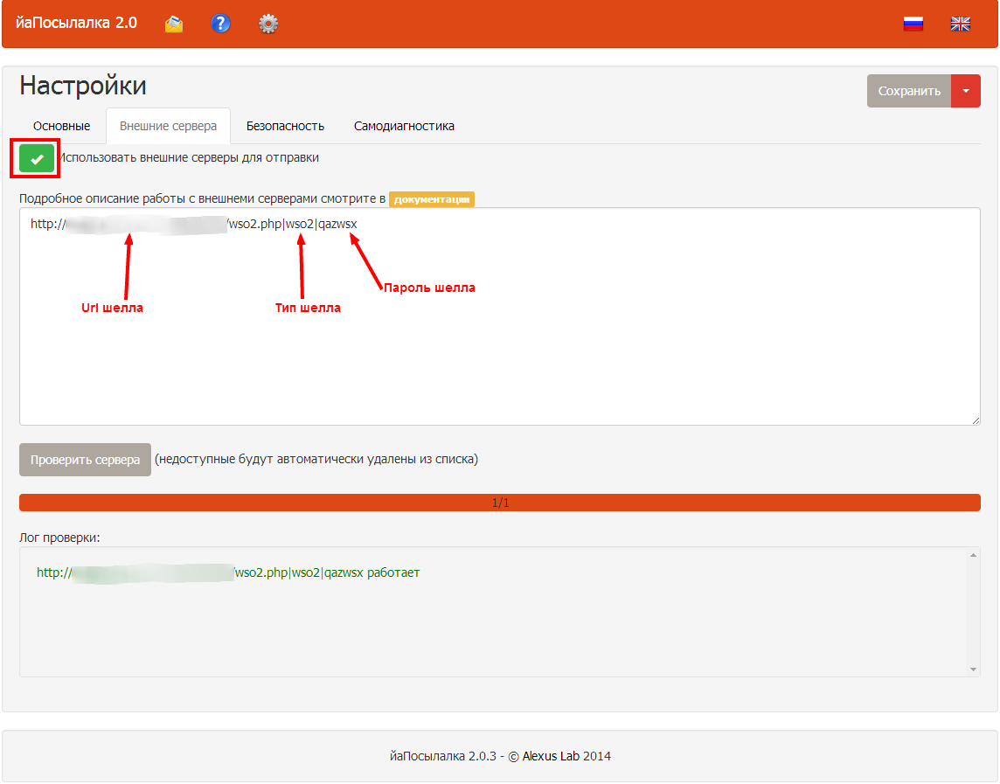 йаПосылалка 2.0
Настройки
Сохранить
Основные Внешние сервера Безопасность Самодиагностика
Использовать внешние серверы для отправки
Подробное описание работы с внешнеми серверами смотрите в документации
http:// /wso2.php|wso2|qazwsx
Пароль шелла
Url шелла Тип шелла
Проверить сервера (недоступные будут автоматически удалены из списка)
1/1
Лог проверки:
http:// /wso2.php|wso2|qazwsx работает
йаПосылалка 2.0.3 - © Alexus Lab 2014